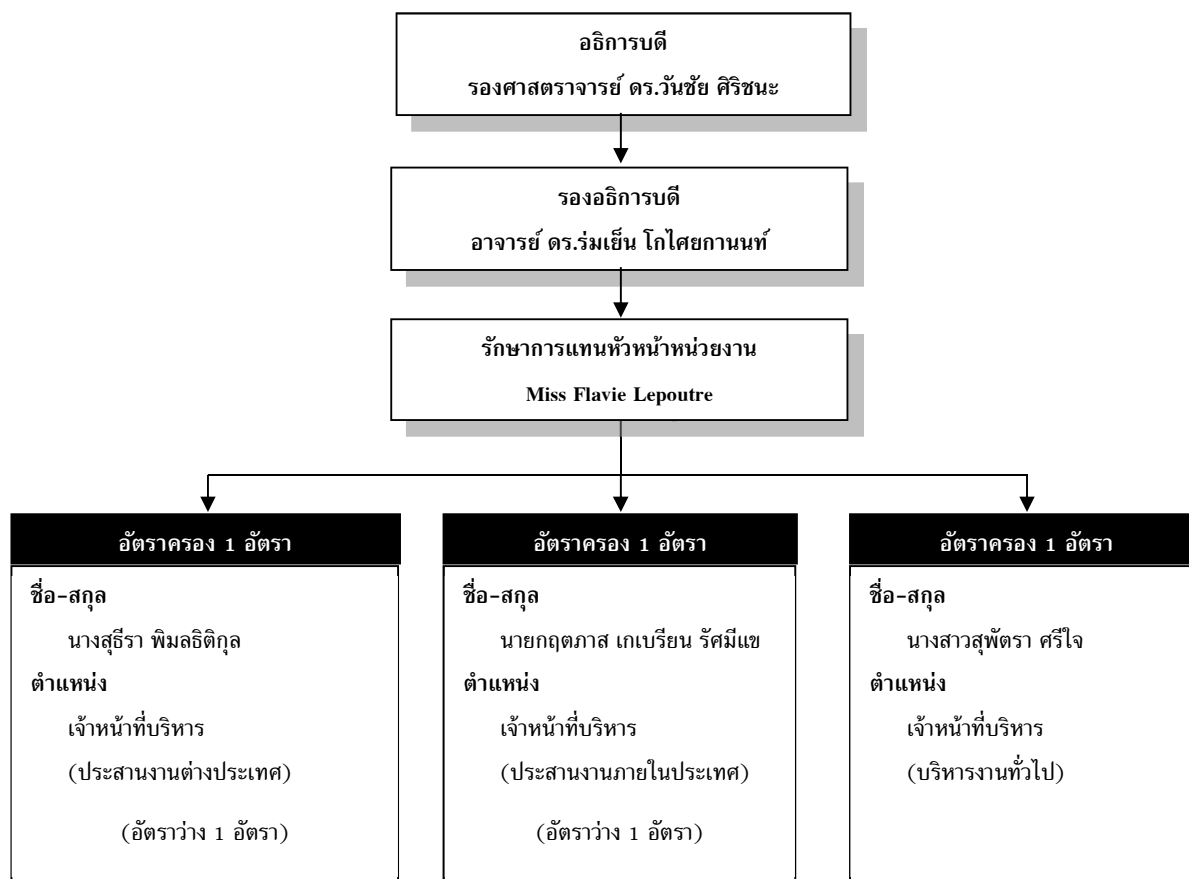 อธิการบดี
รองศาสตราจารย์ ดร.วันชัย ศิริชนะ
รองอธิการบดี
อาจารย์ ดร.ร่มเย็น โกไศยกานนท์
รักษาการแทนหัวหน้าหน่วยงาน
Miss Flavie Lepoutre
อัตราครอง 1 อัตรา
ชื่อ-สกุล
นางสุธีรา พิมลธิติกุล
ตำแหน่ง
เจ้าหน้าที่บริหาร
(ประสานงานต่างประเทศ)
(อัตราว่าง 1 อัตรา)
อัตราครอง 1 อัตรา
ชื่อ-สกุล
นายกฤตภาส เกเบรียน รัศมีแข
ตำแหน่ง
เจ้าหน้าที่บริหาร
(ประสานงานภายในประเทศ)
(อัตราว่าง 1 อัตรา)
อัตราครอง 1 อัตรา
ชื่อ-สกุล
นางสาวสุพัตรา ศรีใจ
ตำแหน่ง
เจ้าหน้าที่บริหาร
(บริหารงานทั่วไป)